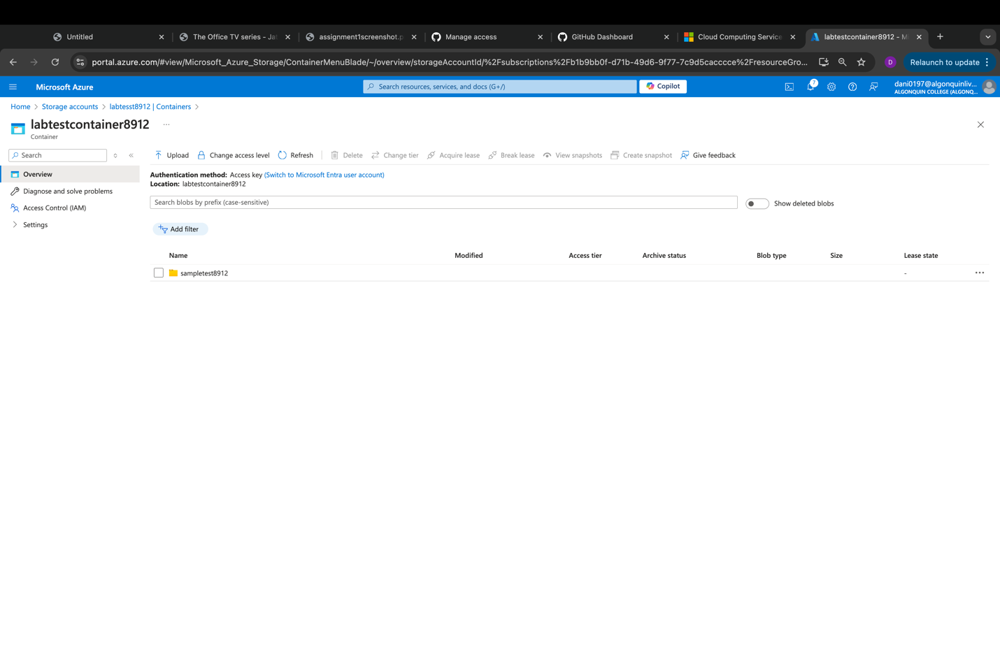 Untitled
The Office TV series - Ja
assignment1screenshot.p
Manage access
GitHub Dashboard
Cloud Computing Service
labtestcontainer8912 - M
portal.azure.com/#view/Microsoft_Azure_Storage/ContainerMenuBlade/~/overview/storageAccountId/%2Fsubscriptions%2Fb1b9bb0f-d71b-49d6-9f77-7c9d5cacccce%2FresourceGro...
D
Relaunch to update
Microsoft Azure
Search resources, services, and docs (G+/)
Copilot
7
dani0197@algonquinliv...
ALGONQUIN COLLEGE (ALGONQ...
Home > Storage accounts > labtesst8912 | Containers >
labtestcontainer8912 ...
Container
Search
Upload
Change access level
Refresh
Delete
Change tier
Acquire lease
Break lease
View snapshots
Create snapshot
Give feedback
Overview
Diagnose and solve problems
Access Control (IAM)
Settings
Authentication method: Access key (Switch to Microsoft Entra user account)
Location: labtestcontainer8912
Search blobs by prefix (case-sensitive)
Show deleted blobs
Add filter
Name Modified Access tier Archive status Blob type Size Lease state
sampletest8912 - ...